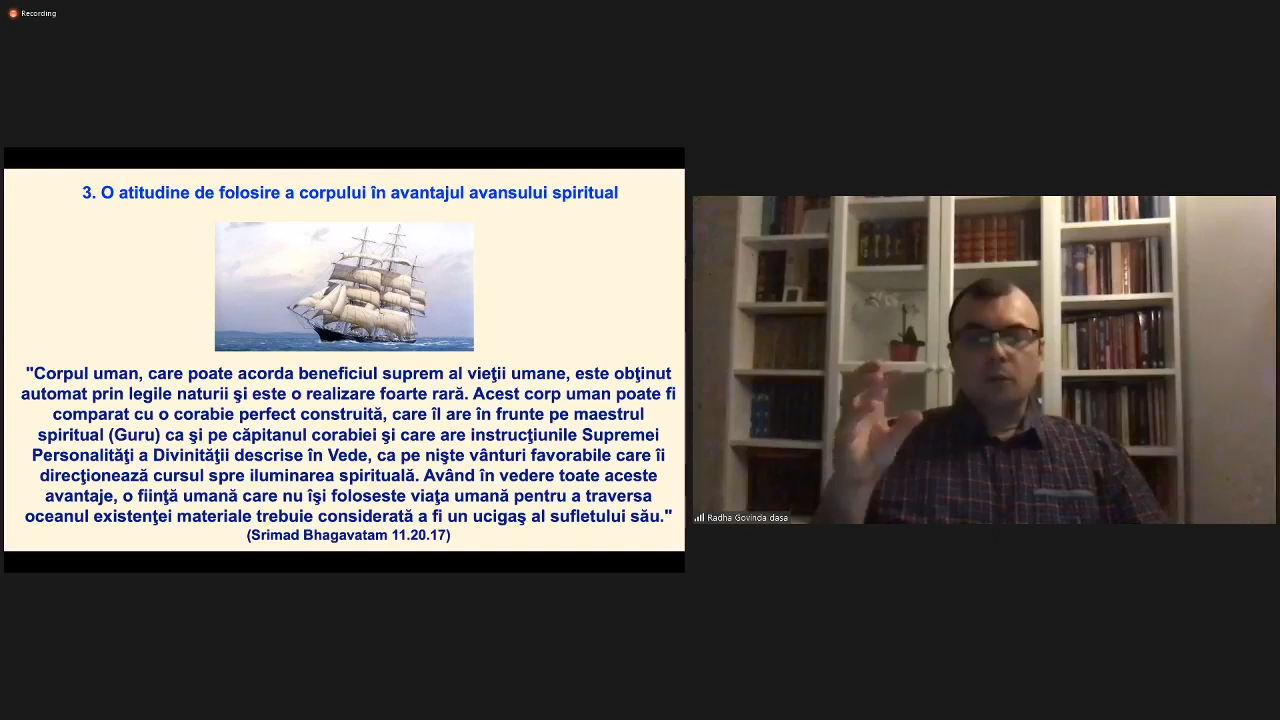 Recording
3. O atitudine de folosire a corpului în avantajul avansului spiritual
"Corpul uman, care poate acorda beneficiul suprem al vieţii umane, este obţinut
automat prin legile naturii şi este o realizare foarte rară. Acest corp uman poate fi
comparat cu o corabie perfect construită, care îl are în frunte pe maestrul
spiritual (Guru) ca şi pe căpitanul corabiei şi care are instrucţiunile Supremei
Personalităţi a Divinităţii descrise în Vede, ca pe nişte vânturi favorabile care îi
direcţionează cursul spre iluminarea spirituală. Având în vedere toate aceste
avantaje, o fiinţă umană care nu îşi foloseste viaţa umană pentru a traversa
oceanul existenţei materiale trebuie considerată a fi un ucigaş al sufletului său."
(Srimad Bhagavatam 11.20.17)
Radha Govinda dasa